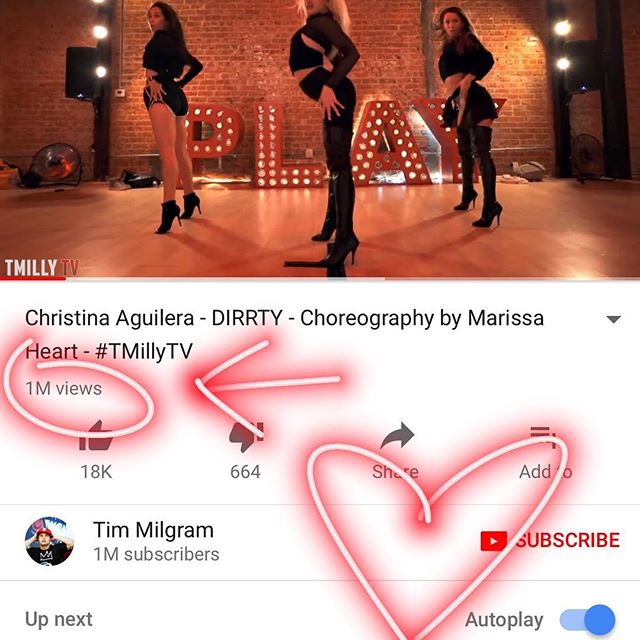 PLAY
TMILLY TV
Christina Aguilera - DIRRTY - Choreography by Marissa
Heart - #TMillyTV
1M views
18K
664
Share
Add to
Tim Milgram
1M subscribers
SUBSCRIBE
Up next
Autoplay